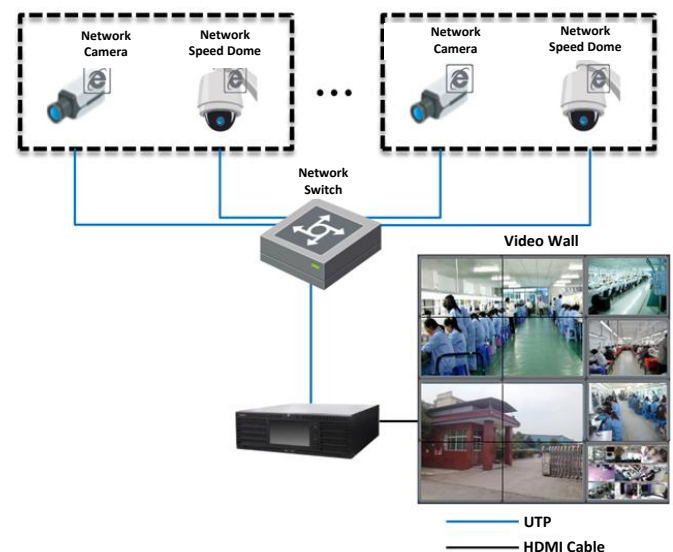 Network
Camera
Network
Speed Dome
Network
Camera
Network
Speed Dome
Network
Switch
Video Wall
UTP
HDMI Cable